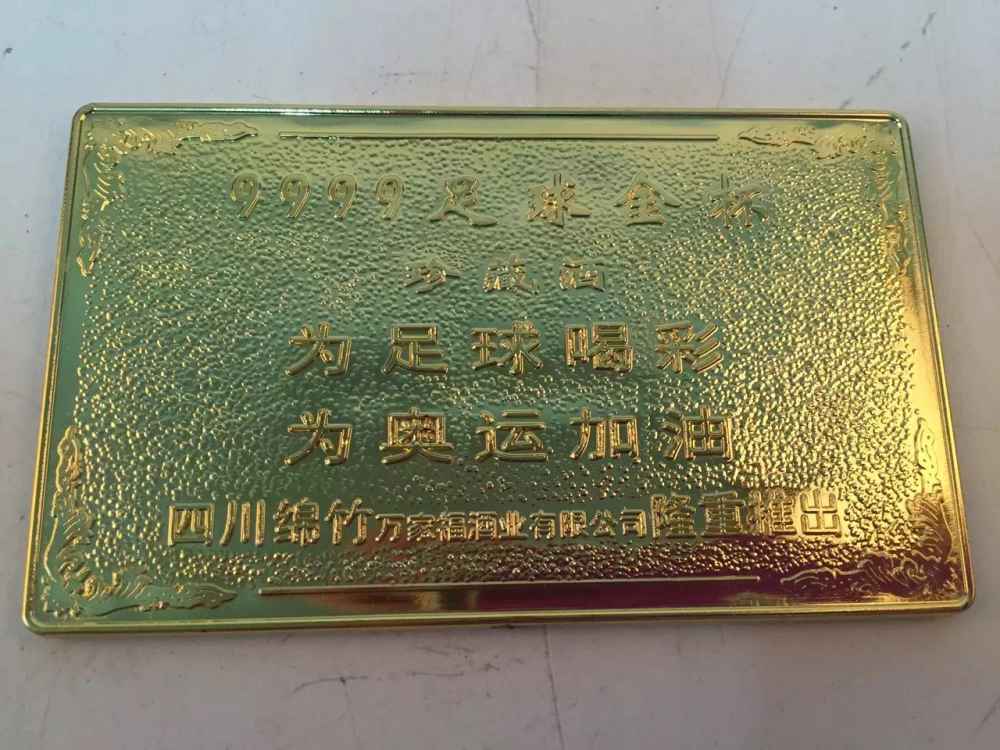 9999足球金杯
珍藏酒
为足球喝彩
为奥运加油
四川绵竹万家福酒业有限公司隆重推出